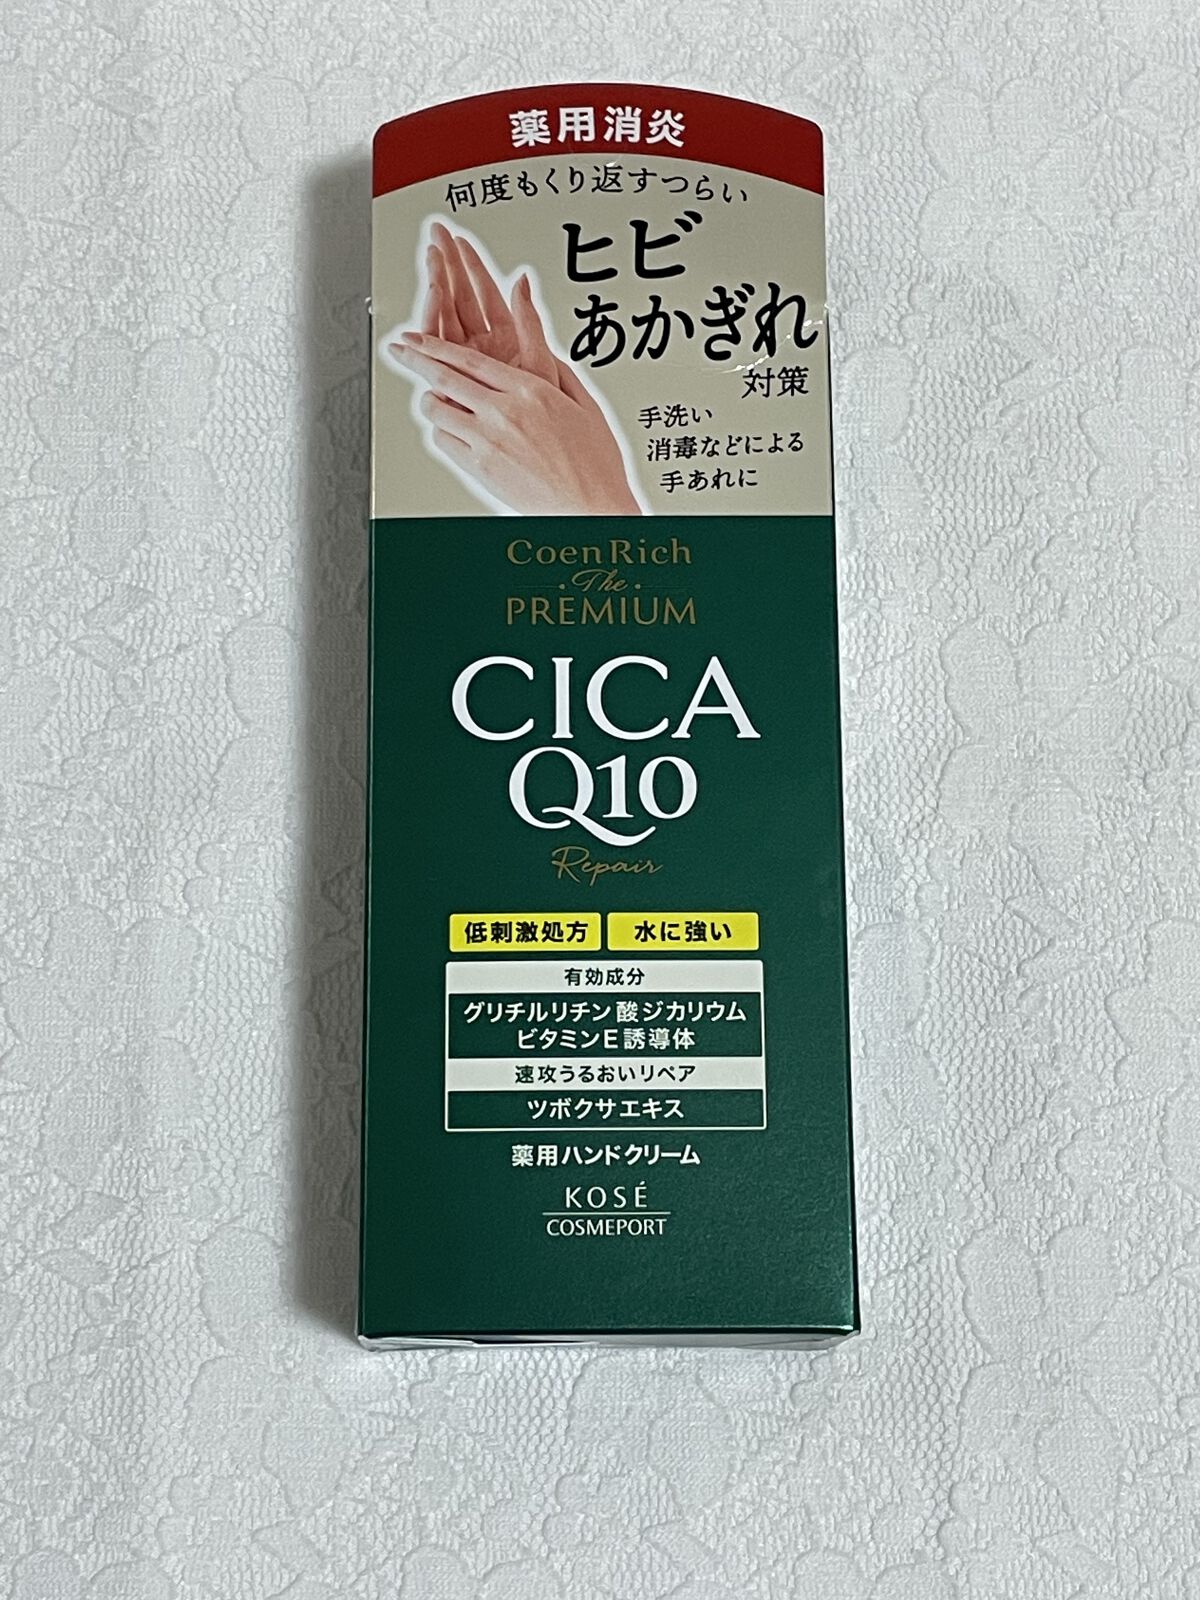 薬用消炎
何度もくり返すつらい
ヒビ
あかぎれ
対策
手洗い
消毒などによる
手あれに
Coen Rich
The
PREMIUM
CICA
Q10
Repair
低刺激処方 水に強い
有効成分
グリチルリチン酸ジカリウム
ビタミンE誘導体
速攻うるおいリペア
ツボクサエキス
薬用ハンドクリーム
KOSÉ
COSMEPORT